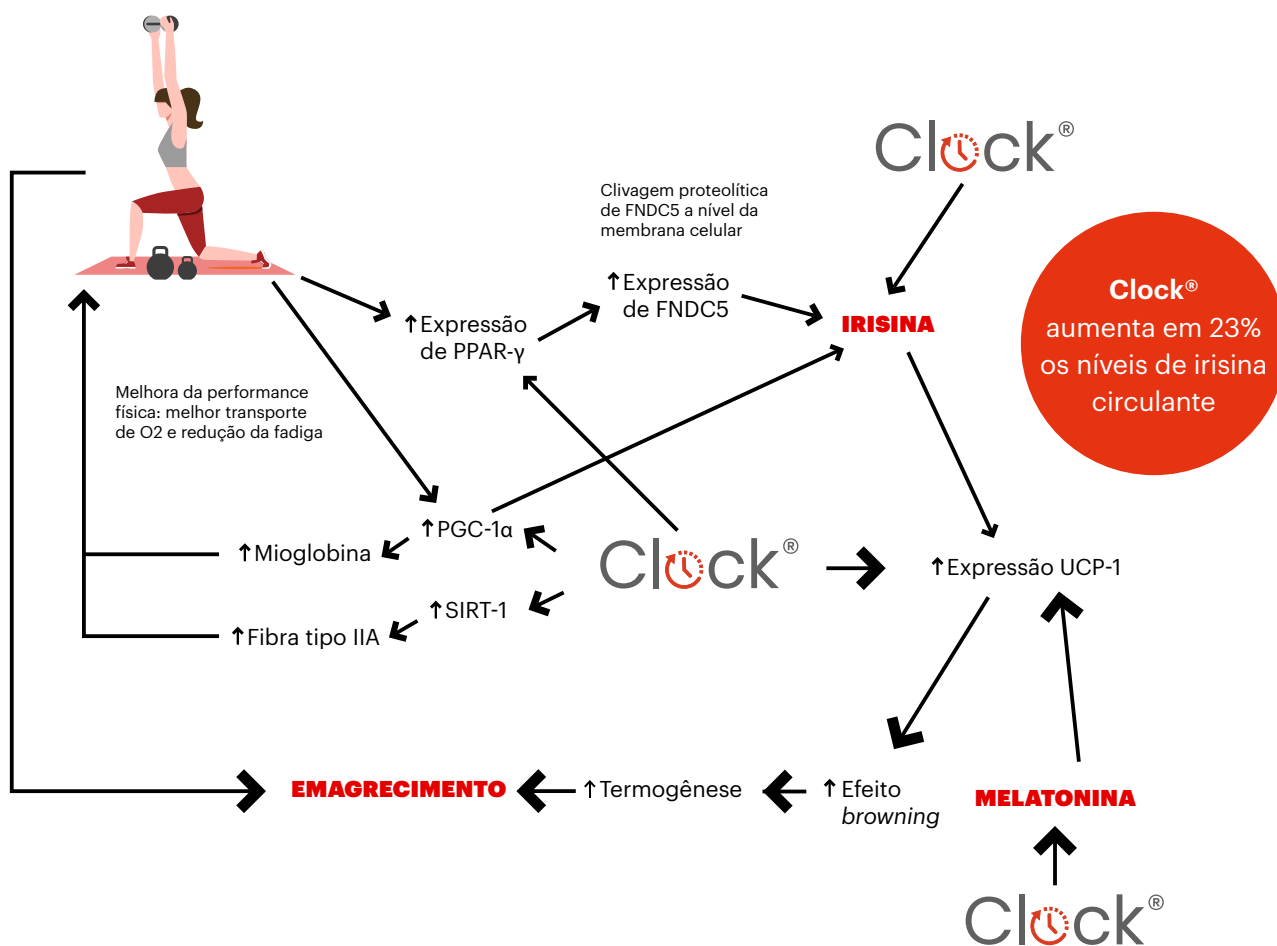 Clock®
Clivagem proteolítica
de FNDC5 a nível da
membrana celular
↑Expressão
de FNDC5
↑Expressão
de PPAR-γ
IRISINA
Clock®
aumenta em 23%
os níveis de irisina
circulante
Melhora da performance
física: melhor transporte
de O2 e redução da fadiga
↑PGC-1α
↑Mioglobina
Clock®
↑Expressão UCP-1
↑SIRT-1
↑Fibra tipo IIA
EMAGRECIMENTO
↑Termogênese
↑Efeito
browning
MELATONINA
Clock®